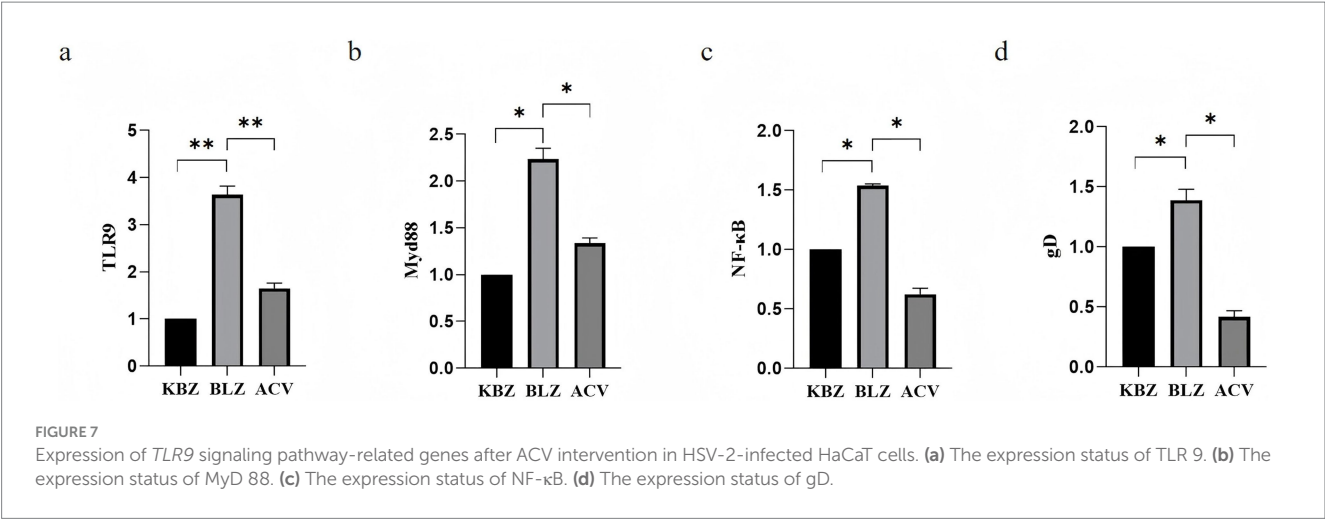 a
b
c
d
** **
* *
* *
* *
TLR9
5
4
3
2
1
0
KBZ BLZ ACV
Myd88
2.5
2.0
1.5
1.0
0.5
0.0
KBZ BLZ ACV
NF-κB
2.0
1.5
1.0
0.5
0.0
KBZ BLZ ACV
gD
2.0
1.5
1.0
0.5
0.0
KBZ BLZ ACV
FIGURE 7
Expression of TLR9 signaling pathway-related genes after ACV intervention in HSV-2-infected HaCaT cells. (a) The expression status of TLR 9. (b) The
expression status of MyD 88. (c) The expression status of NF-κB. (d) The expression status of gD.